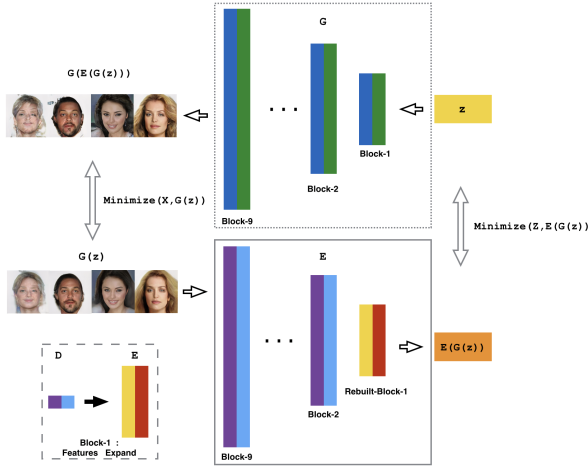 G
G(E(G(z)))
z
Block-1
Block-2
Block-9
Minimize(X,G(z))
Minimize(Z,E(G(z))
G(z)
E
E(G(z))
Rebuilt-Block-1
Block-2
Block-9
D E
Block-1 :
Features Expand